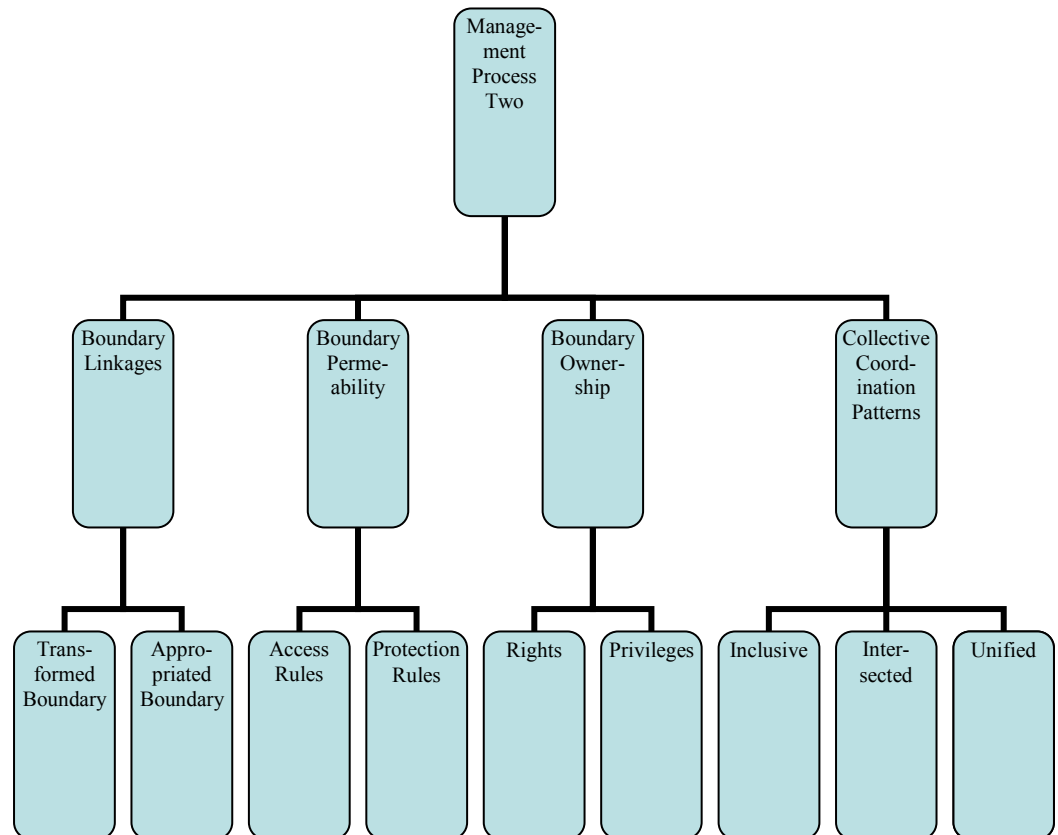 Manage-
ment
Process
Two
Boundary
Linkages
Boundary
Perme-
ability
Boundary
Owner-
ship
Collective
Coord-
ination
Patterns
Trans-
formed
Boundary
Appro-
priated
Boundary
Access
Rules
Protection
Rules
Rights
Privileges
Inclusive
Inter-
sected
Unified